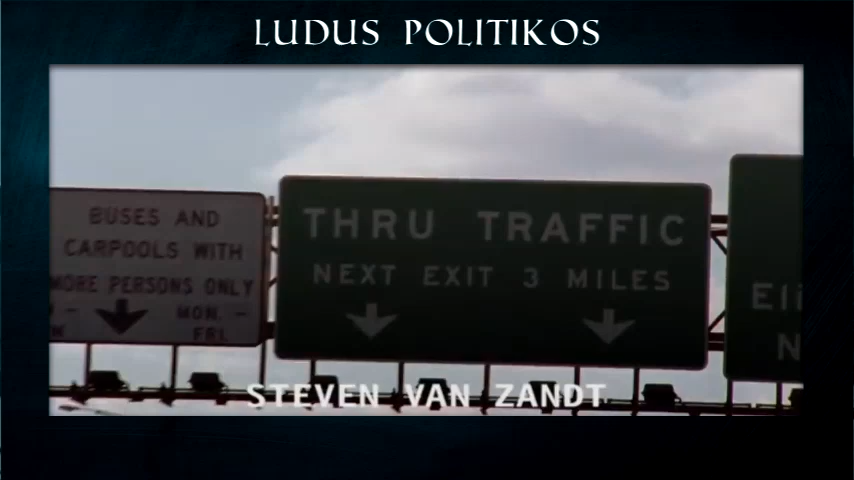 LUDUS POLITIKOS
BUSES AND
CARPOOLS WITH
MORE PERSONS ONLY
MON. -
FRI.
THRU TRAFFIC
NEXT EXIT 3 MILES
Eli
N
STEVEN VAN ZANDT